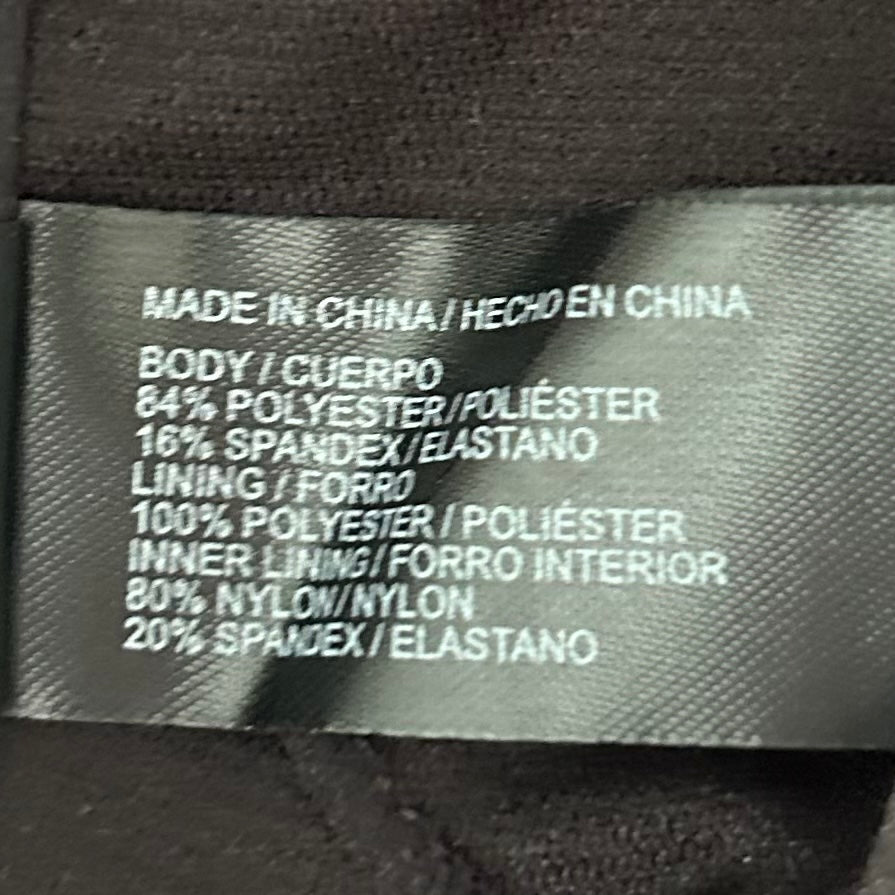 MADE IN CHINA / HECHO EN CHINA
BODY / CUERPO
84% POLYESTER/POLIÉSTER
16% SPANDEX / ELASTANO
LINING / FORRO
100% POLYESTER / POLIÉSTER
INNER LINING / FORRO INTERIOR
80% NYLON/NYLON
20% SPANDEX / ELASTANO